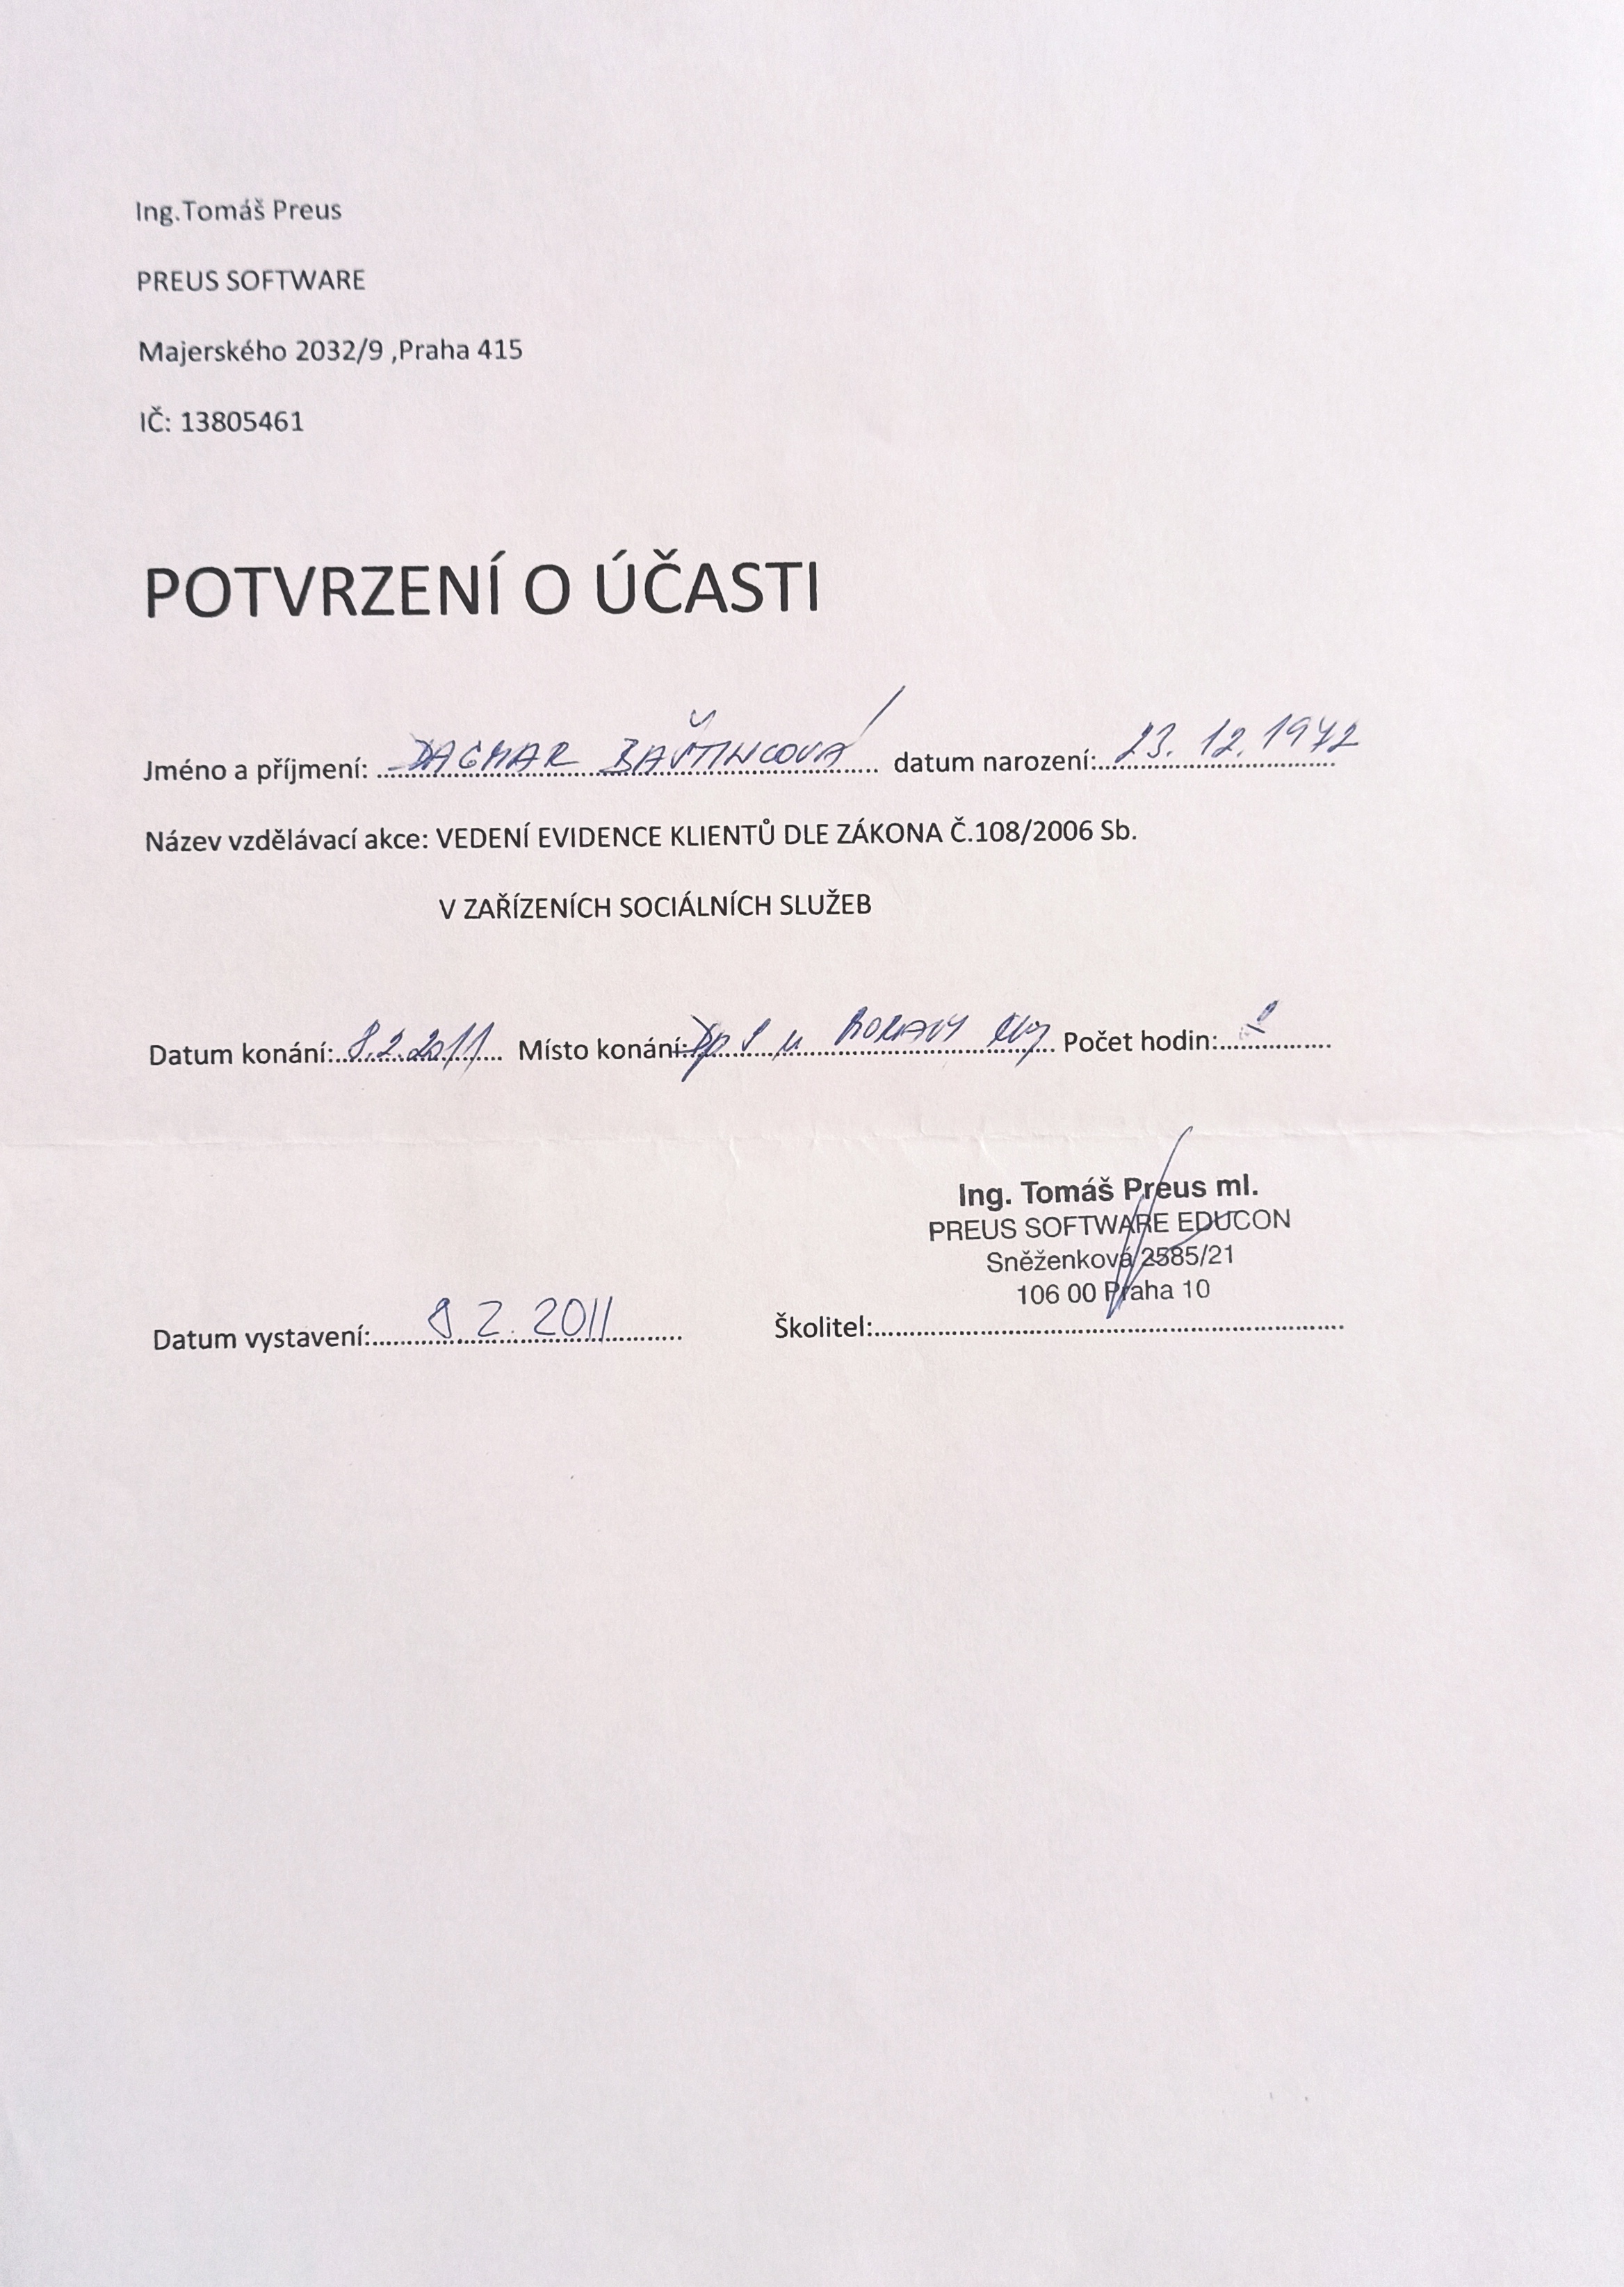 Ing.Tomáš Preus
PREUS SOFTWARE
Majerského 2032/9 ,Praha 415
IČ: 13805461
POTVRZENÍ O ÚČASTI
Jméno a příjmení: DAGMAR BAŠTINCOVÁ datum narození: 23. 12. 1972
Název vzdělávací akce: VEDENÍ EVIDENCE KLIENTŮ DLE ZÁKONA Č.108/2006 Sb.
V ZAŘÍZENÍCH SOCIÁLNÍCH SLUŽEB
Datum konání: 8.2.2011 Místo konání: Počet hodin:
Ing. Tomáš Preus ml.
PREUS SOFTWARE EDUCON
Sněženková 2585/21
106 00 Praha 10
Datum vystavení: 8 2. 2011 Školitel: